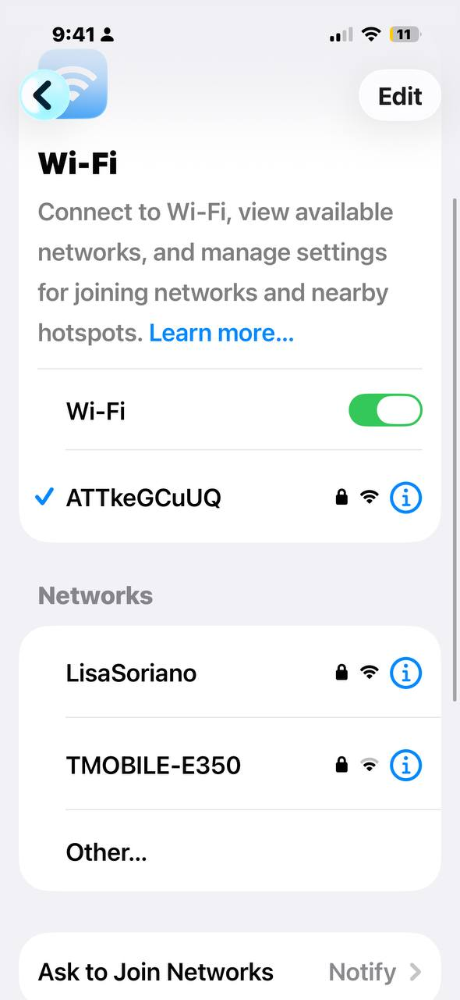 9:41
11
Edit
Wi-Fi
Connect to Wi-Fi, view available
networks, and manage settings
for joining networks and nearby
hotspots. Learn more...
Wi-Fi
ATTkeGCuUQ
Networks
LisaSoriano
TMOBILE-E350
Other...
Ask to Join Networks Notify